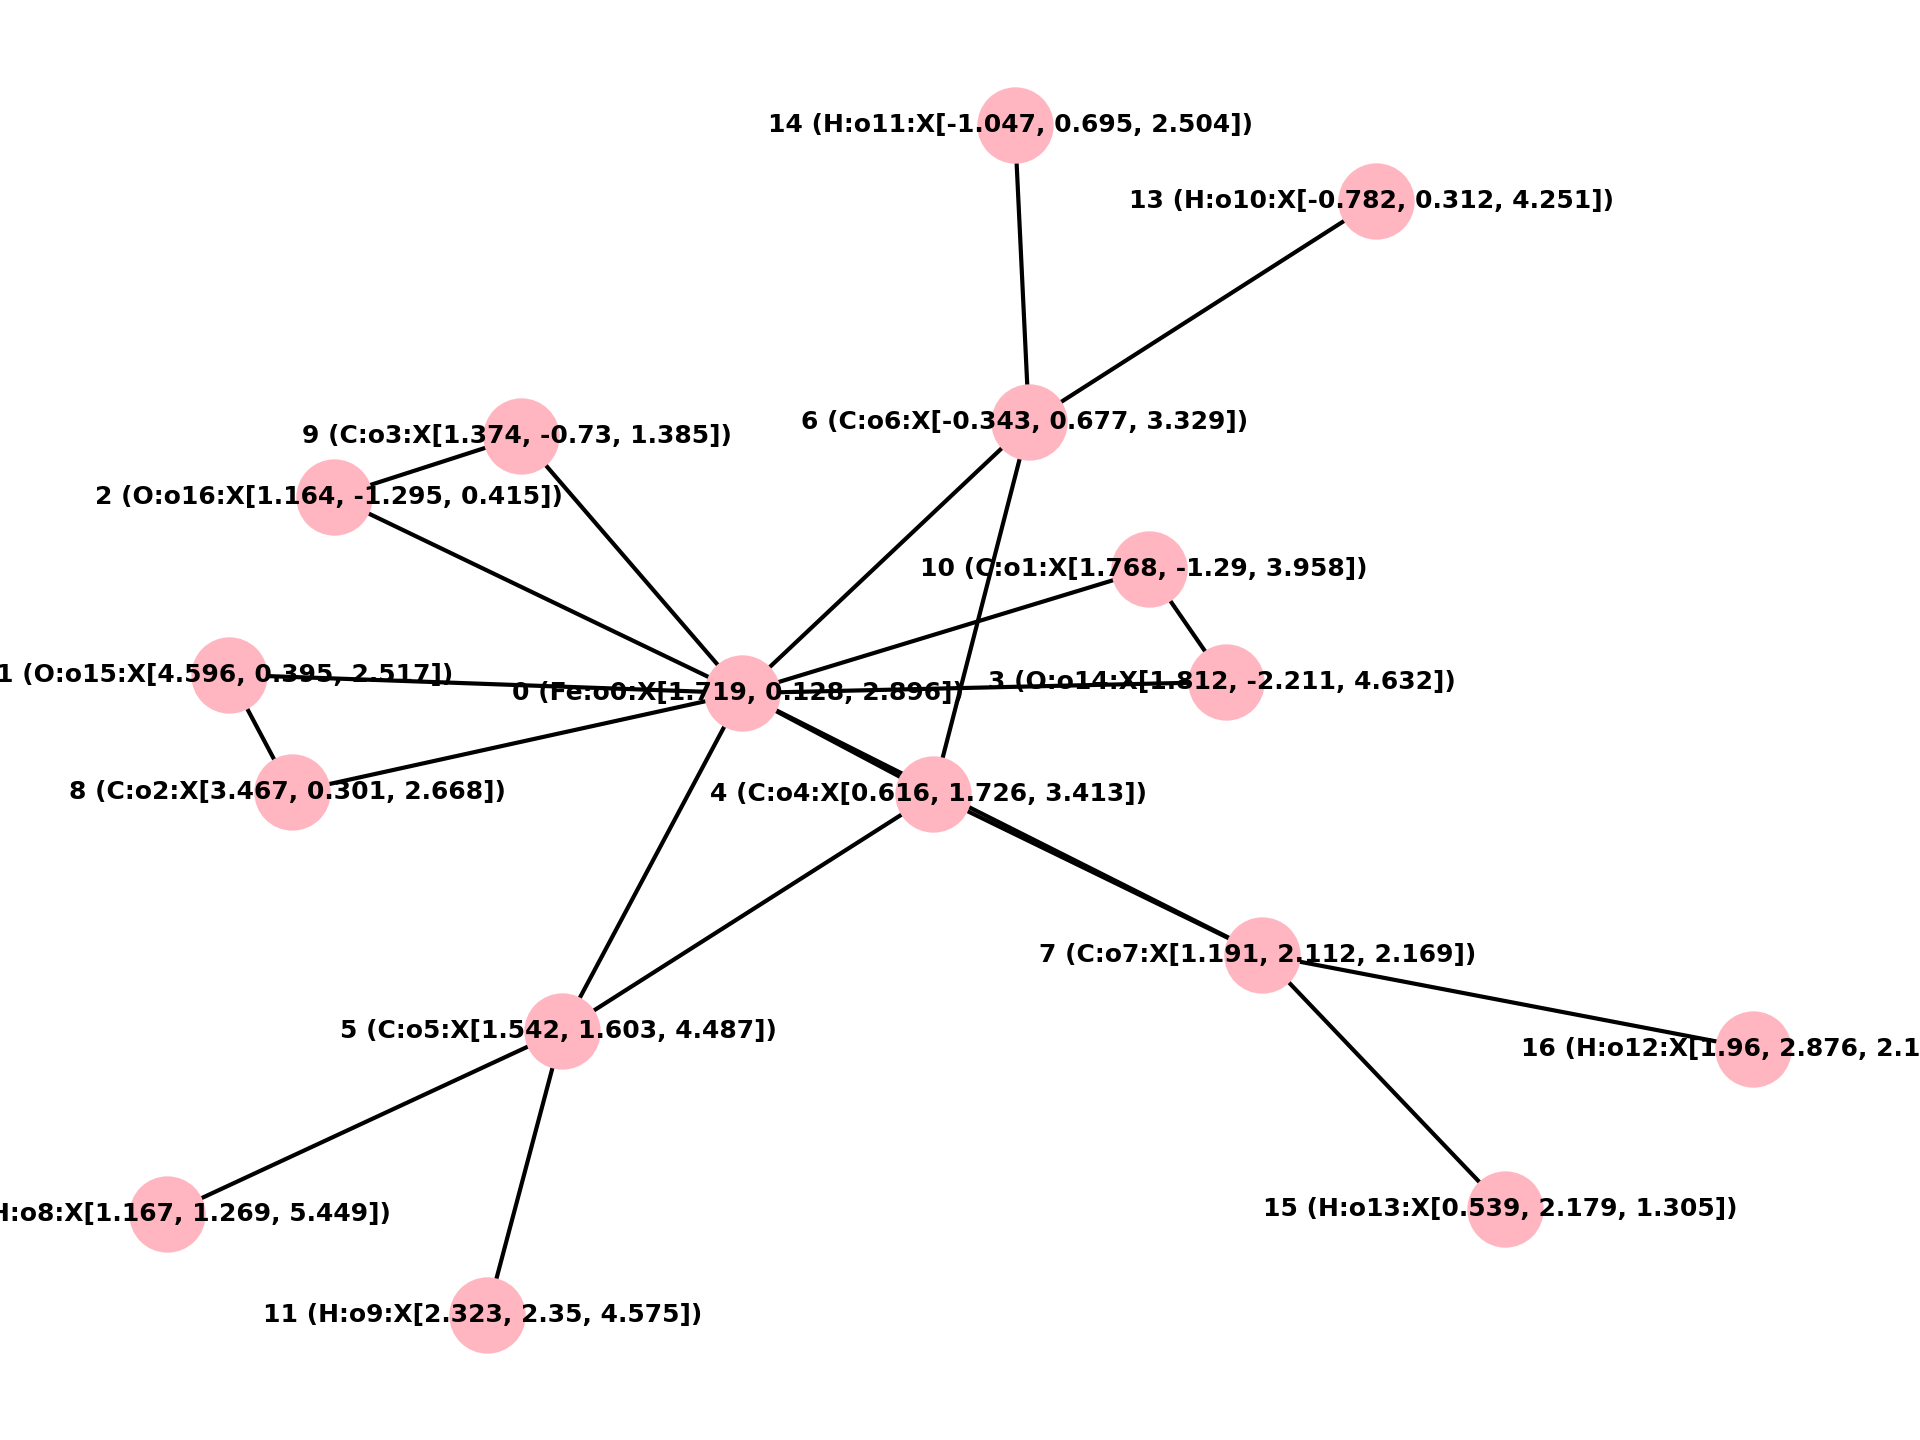 14 (H:o11:X[-1.047, 0.695, 2.504])
13 (H:o10:X[-0.782, 0.312, 4.251])
6 (C:o6:X[-0.343, 0.677, 3.329])
9 (C:o3:X[1.374, -0.73, 1.385])
2 (O:o16:X[1.164, -1.295, 0.415])
10 (C:o1:X[1.768, -1.29, 3.958])
1 (O:o15:X[4.596, 0.395, 2.517])
3 (O:o14:X[1.812, -2.211, 4.632])
0 (Fe:o0:X[1.719, 0.128, 2.896])
8 (C:o2:X[3.467, 0.301, 2.668])
4 (C:o4:X[0.616, 1.726, 3.413])
7 (C:o7:X[1.191, 2.112, 2.169])
5 (C:o5:X[1.542, 1.603, 4.487])
16 (H:o12:X[1.96, 2.876, 2.1
15 (H:o13:X[0.539, 2.179, 1.305])
H:o8:X[1.167, 1.269, 5.449])
11 (H:o9:X[2.323, 2.35, 4.575])